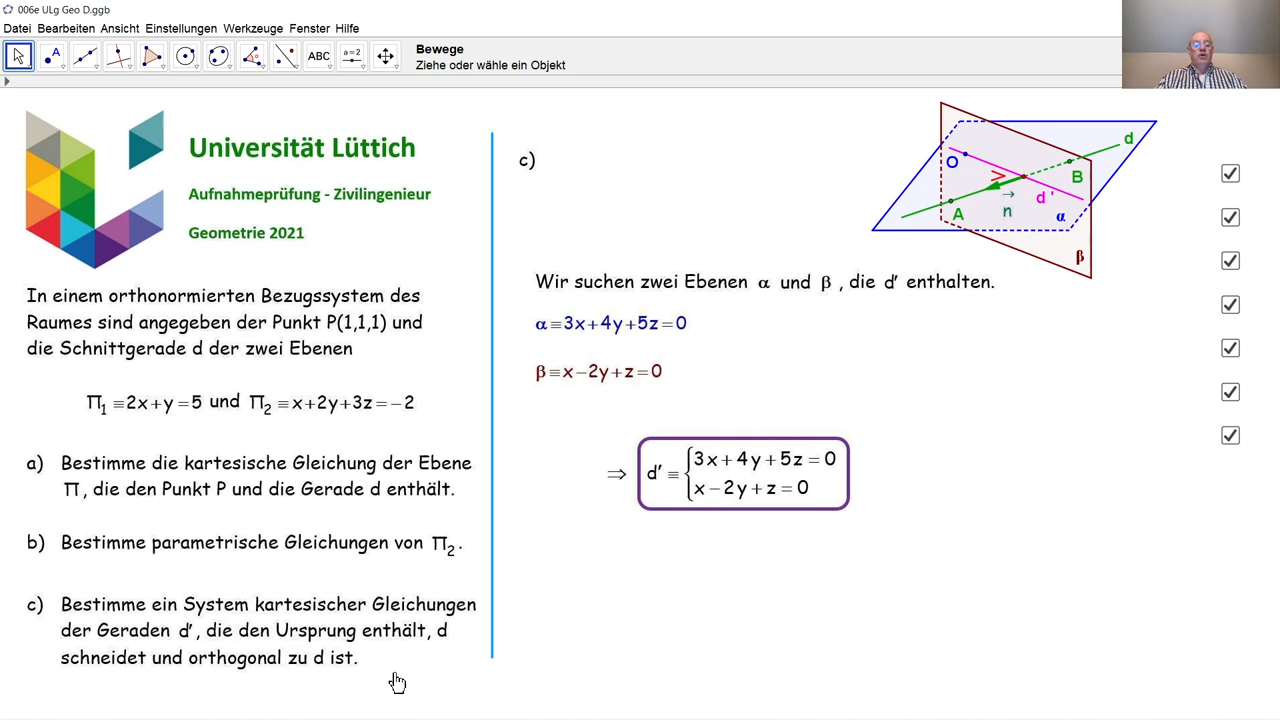 006e ULg Geo D.ggb
Datei Bearbeiten Ansicht Einstellungen Werkzeuge Fenster Hilfe
A ABC a=2
Bewege
Ziehe oder wähle ein Objekt
Universität Lüttich
Aufnahmeprüfung - Zivilingenieur
Geometrie 2021
In einem orthonormierten Bezugssystem des
Raumes sind angegeben der Punkt P(1,1,1) und
die Schnittgerade d der zwei Ebenen
Π₁ ≡2x+y=5 und Π₂ ≡x+2y+3z=−2
a) Bestimme die kartesische Gleichung der Ebene
Π, die den Punkt P und die Gerade d enthält.
b) Bestimme parametrische Gleichungen von Π₂.
c) Bestimme ein System kartesischer Gleichungen
der Geraden d′, die den Ursprung enthält, d
schneidet und orthogonal zu d ist.
c)
d
O
B
n→
d'
A
α
β
Wir suchen zwei Ebenen α und β, die d′ enthalten.
α≡3x+4y+5z=0
β≡x−2y+z=0
⇒ d′ ≡ {3x+4y+5z=0
x−2y+z=0